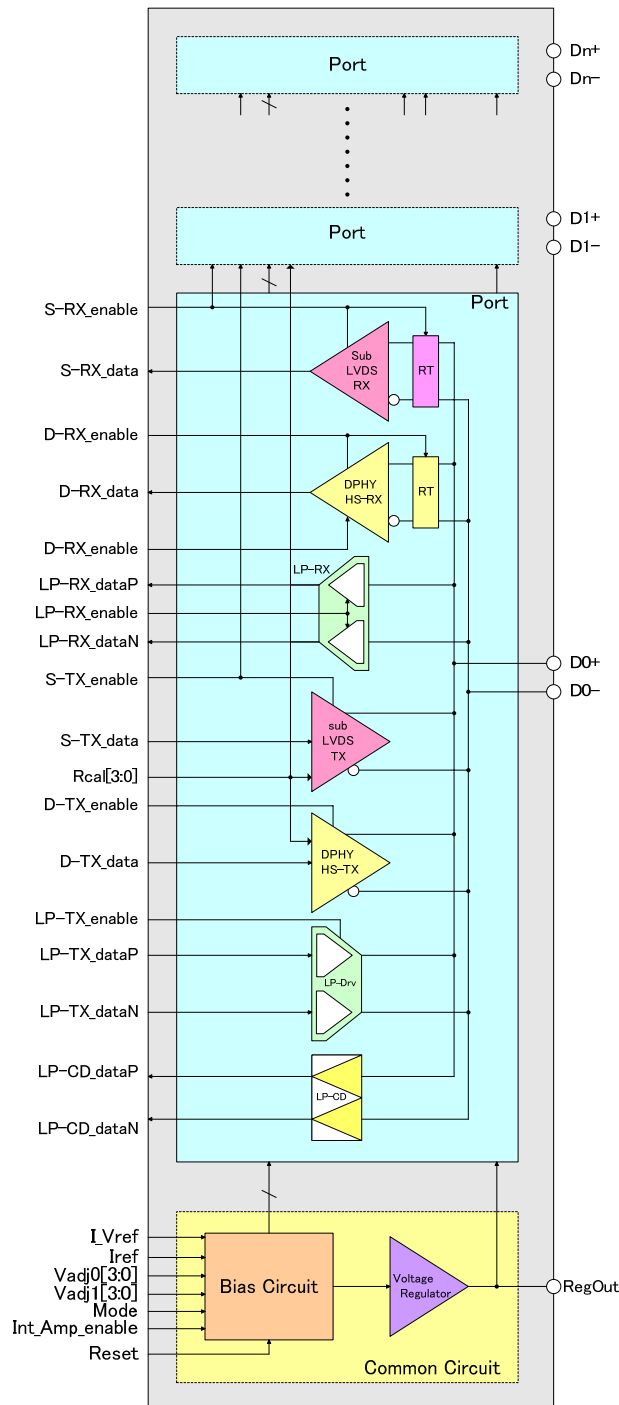 Port
Dn+
Dn-
Port
D1+
D1-
Port
S-RX_enable
Sub
LVDS
RX
RT
S-RX_data
D-RX_enable
DPHY
HS-RX
RT
D-RX_data
D-RX_enable
LP-RX
LP-RX_dataP
LP-RX_enable
LP-RX_dataN
D0+
D0-
S-TX_enable
sub
LVDS
TX
S-TX_data
Rcal[3:0]
D-TX_enable
DPHY
HS-TX
D-TX_data
LP-TX_enable
LP-TX_dataP
LP-Drv
LP-TX_dataN
LP-CD_dataP
LP-CD
LP-CD_dataN
I_Vref
Iref
Vadj0[3:0]
Vadj1[3:0]
Mode
Int_Amp_enable
Reset
Bias Circuit
Voltage
Regulator
RegOut
Common Circuit